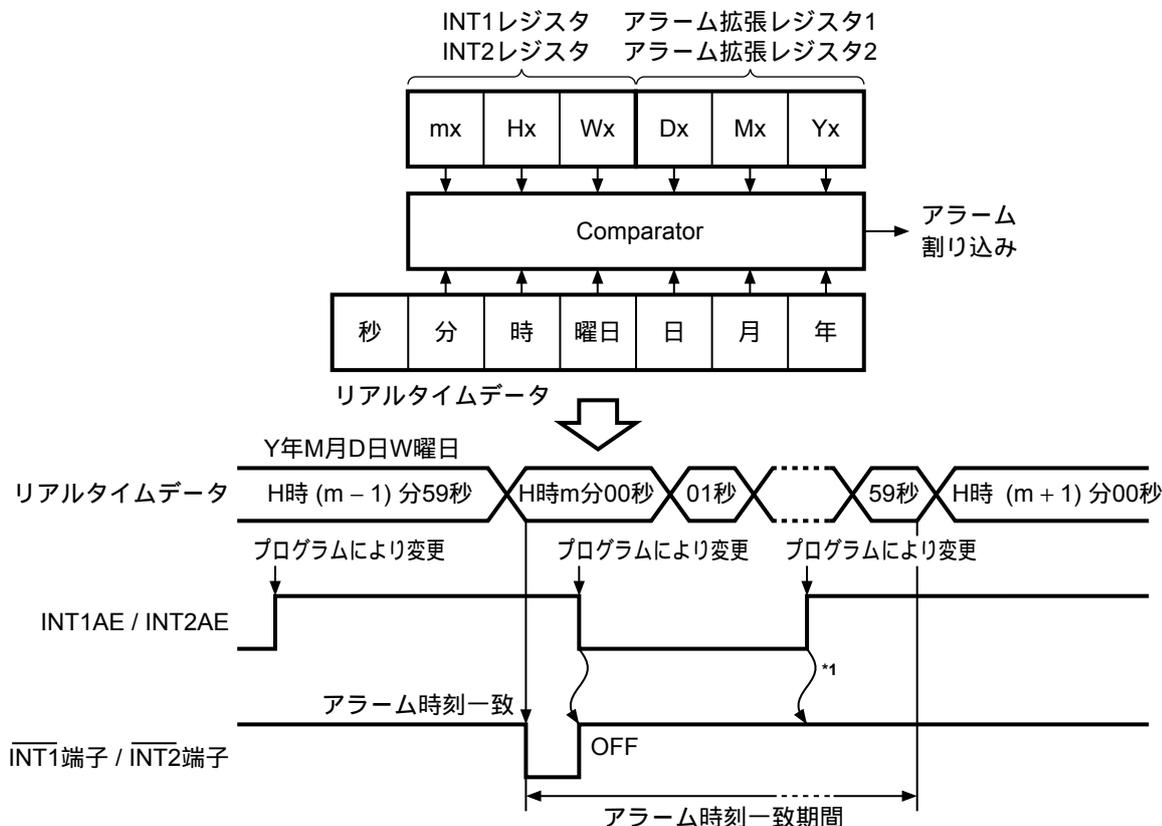 INT1レジスタ アラーム拡張レジスタ1
INT2レジスタ アラーム拡張レジスタ2
mx Hx Wx Dx Mx Yx
Comparator
アラーム
割り込み
秒 分 時 曜日 日 月 年
リアルタイムデータ
Y年M月D日W曜日
リアルタイムデータ H時 (m − 1) 分59秒 H時m分00秒 01秒 59秒 H時 (m + 1) 分00秒
プログラムにより変更 プログラムにより変更 プログラムにより変更
INT1AE / INT2AE
*1
アラーム時刻一致
INT1端子 / INT2端子 OFF
アラーム時刻一致期間